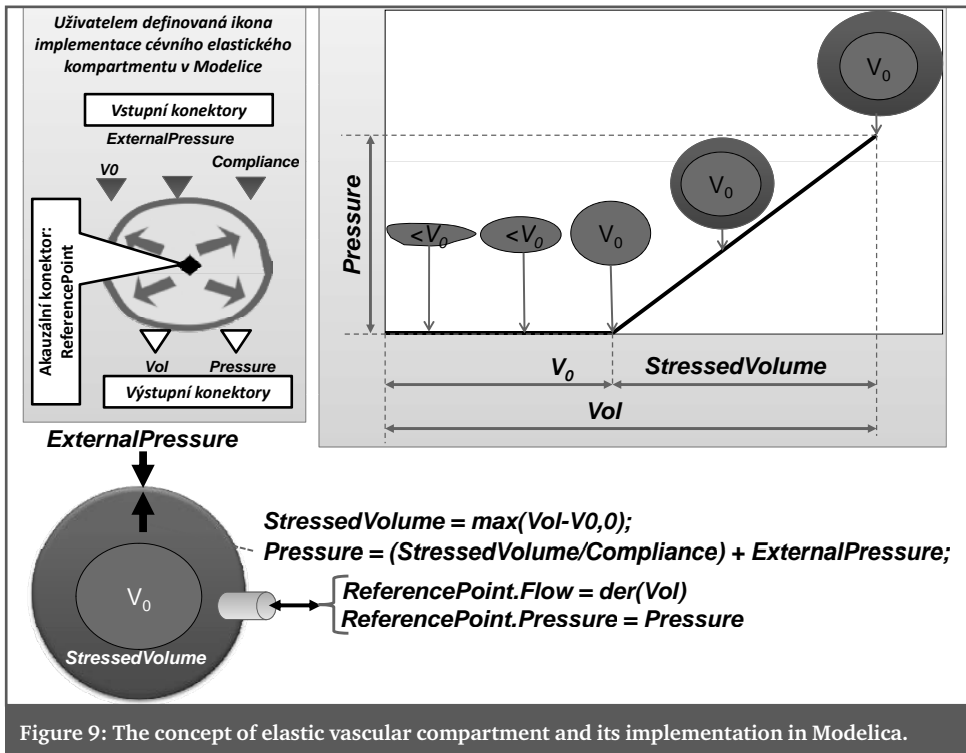 Uživatelem definovaná ikona
implementace cévního elastického
kompartmentu v Modelice
Vstupní konektory
ExternalPressure
V0
Compliance
Akauzální konektor:
ReferencePoint
Vol
Pressure
Výstupní konektory
Pressure
<V0
<V0
V0
V0
V0
V0
StressedVolume
Vol
ExternalPressure
V0
StressedVolume
StressedVolume = max(Vol-V0,0);
Pressure = (StressedVolume/Compliance) + ExternalPressure;
ReferencePoint.Flow = der(Vol)
ReferencePoint.Pressure = Pressure
Figure 9: The concept of elastic vascular compartment and its implementation in Modelica.